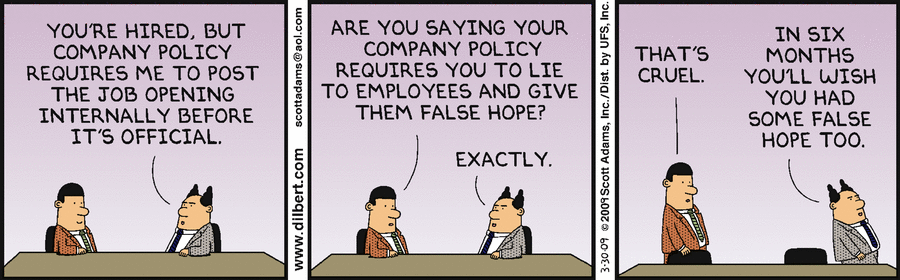 YOU'RE HIRED, BUT
COMPANY POLICY
REQUIRES ME TO POST
THE JOB OPENING
INTERNALLY BEFORE
IT'S OFFICIAL.
www.dilbert.com scottadams@aol.com
ARE YOU SAYING YOUR
COMPANY POLICY
REQUIRES YOU TO LIE
TO EMPLOYEES AND GIVE
THEM FALSE HOPE?
EXACTLY.
3-30-09 ©2009 Scott Adams, Inc./Dist. by UFS, Inc.
THAT'S
CRUEL.
IN SIX
MONTHS
YOU'LL WISH
YOU HAD
SOME FALSE
HOPE TOO.